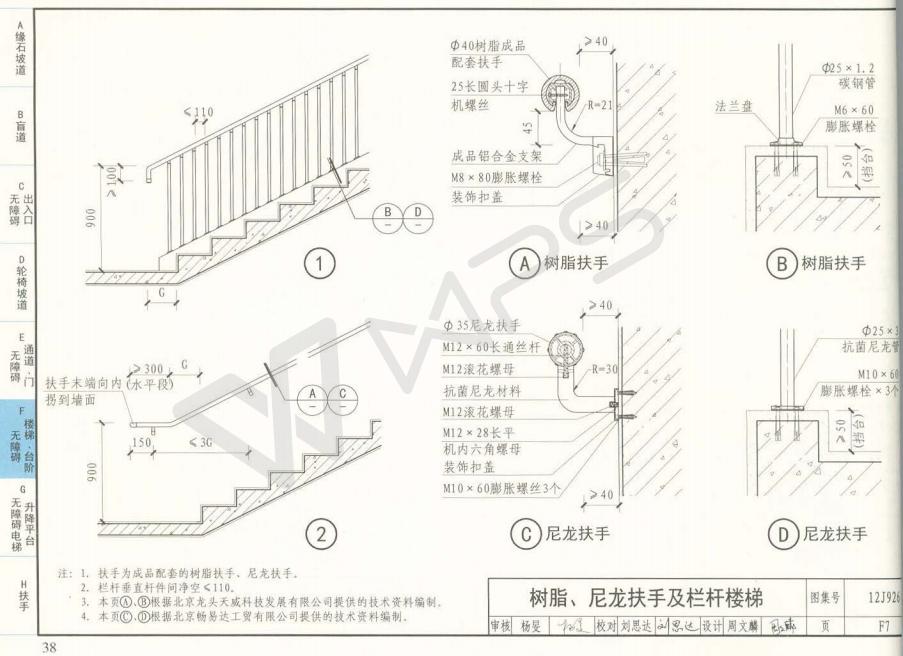 A
缘石坡道
B
盲道
C
无障碍
出入口
D
轮椅坡道
E
无障碍
通道、门
F
无障碍
楼梯、台阶
G
无障碍电梯
升降平台
H
扶手
≤110
≥100
900
B
D
G
1
φ40树脂成品
配套扶手
25长圆头十字
机螺丝
≥40
R=21
45
成品铝合金支架
M8×80膨胀螺栓
装饰扣盖
≥40
A 树脂扶手
φ25×1.2
碳钢管
法兰盘
M6×60
膨胀螺栓
≥50
(挡台)
B 树脂扶手
≥300
G
扶手末端向内(水平段)
拐到墙面
A
C
150
≤3G
900
2
≥40
φ35尼龙扶手
M12×60长通丝杆
M12滚花螺母
R=30
抗菌尼龙材料
M12滚花螺母
M12×28长平
机内六角螺母
装饰扣盖
M10×60膨胀螺丝3个
≥40
C 尼龙扶手
φ25×3
抗菌尼龙管
M10×60
膨胀螺栓×3个
≥50
(挡台)
D 尼龙扶手
注: 1. 扶手为成品配套的树脂扶手、尼龙扶手。
2. 栏杆垂直杆件间净空≤110。
3. 本页Ⓐ、Ⓑ根据北京龙头天威科技发展有限公司提供的技术资料编制。
4. 本页Ⓒ、Ⓓ根据北京畅易达工贸有限公司提供的技术资料编制。
树脂、尼龙扶手及栏杆楼梯
图集号
12J926
审核 杨旻 校对 刘思达 刘思达 设计 周文麟
页
F7
38
WPS